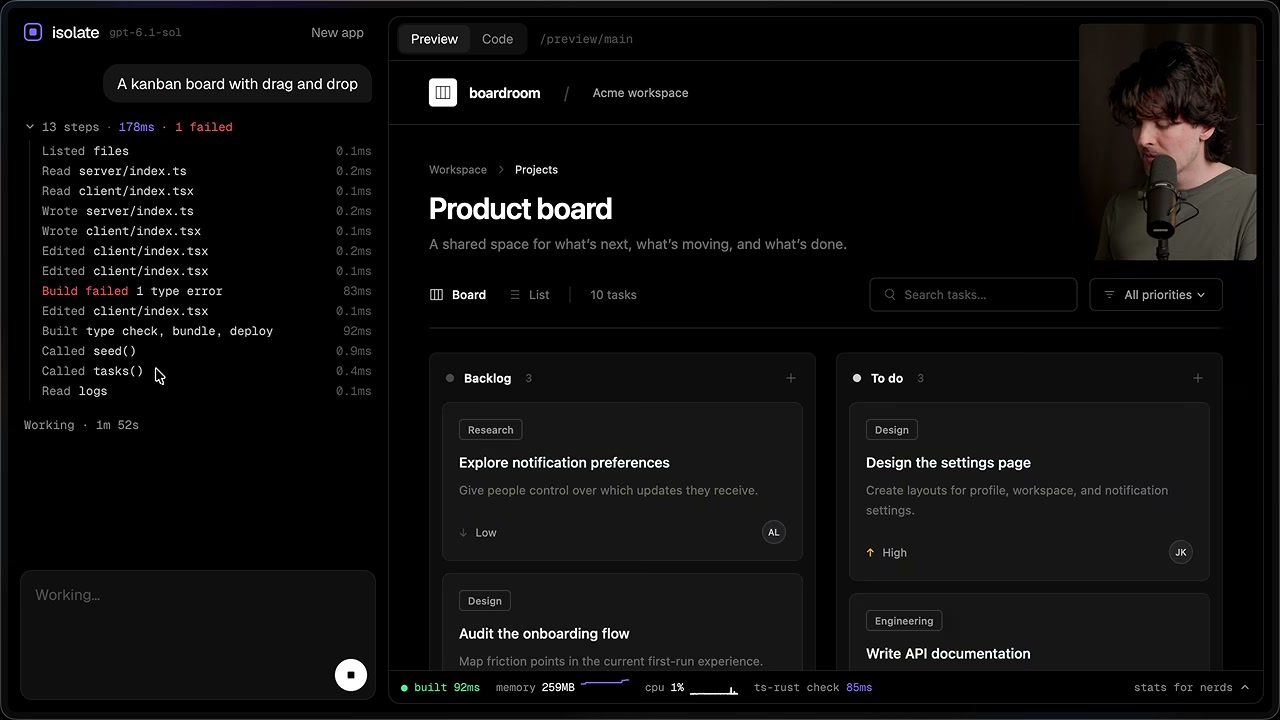 isolate gpt-6.1-sol New app
A kanban board with drag and drop
13 steps · 178ms · 1 failed
Listed files 0.1ms
Read server/index.ts 0.2ms
Read client/index.tsx 0.1ms
Wrote server/index.ts 0.2ms
Wrote client/index.tsx 0.1ms
Edited client/index.tsx 0.2ms
Edited client/index.tsx 0.1ms
Build failed 1 type error 83ms
Edited client/index.tsx 0.1ms
Built type check, bundle, deploy 92ms
Called seed() 0.9ms
Called tasks() 0.4ms
Read logs 0.1ms
Working · 1m 52s
Working…
Preview Code /preview/main
boardroom / Acme workspace
Workspace > Projects
Product board
A shared space for what's next, what's moving, and what's done.
Board List 10 tasks
Search tasks…
All priorities
Backlog 3
Research
Explore notification preferences
Give people control over which updates they receive.
Low AL
Design
Audit the onboarding flow
Map friction points in the current first-run experience.
To do 3
Design
Design the settings page
Create layouts for profile, workspace, and notification
settings.
High JK
Engineering
Write API documentation
built 92ms memory 259MB cpu 1% ts-rust check 85ms stats for nerds